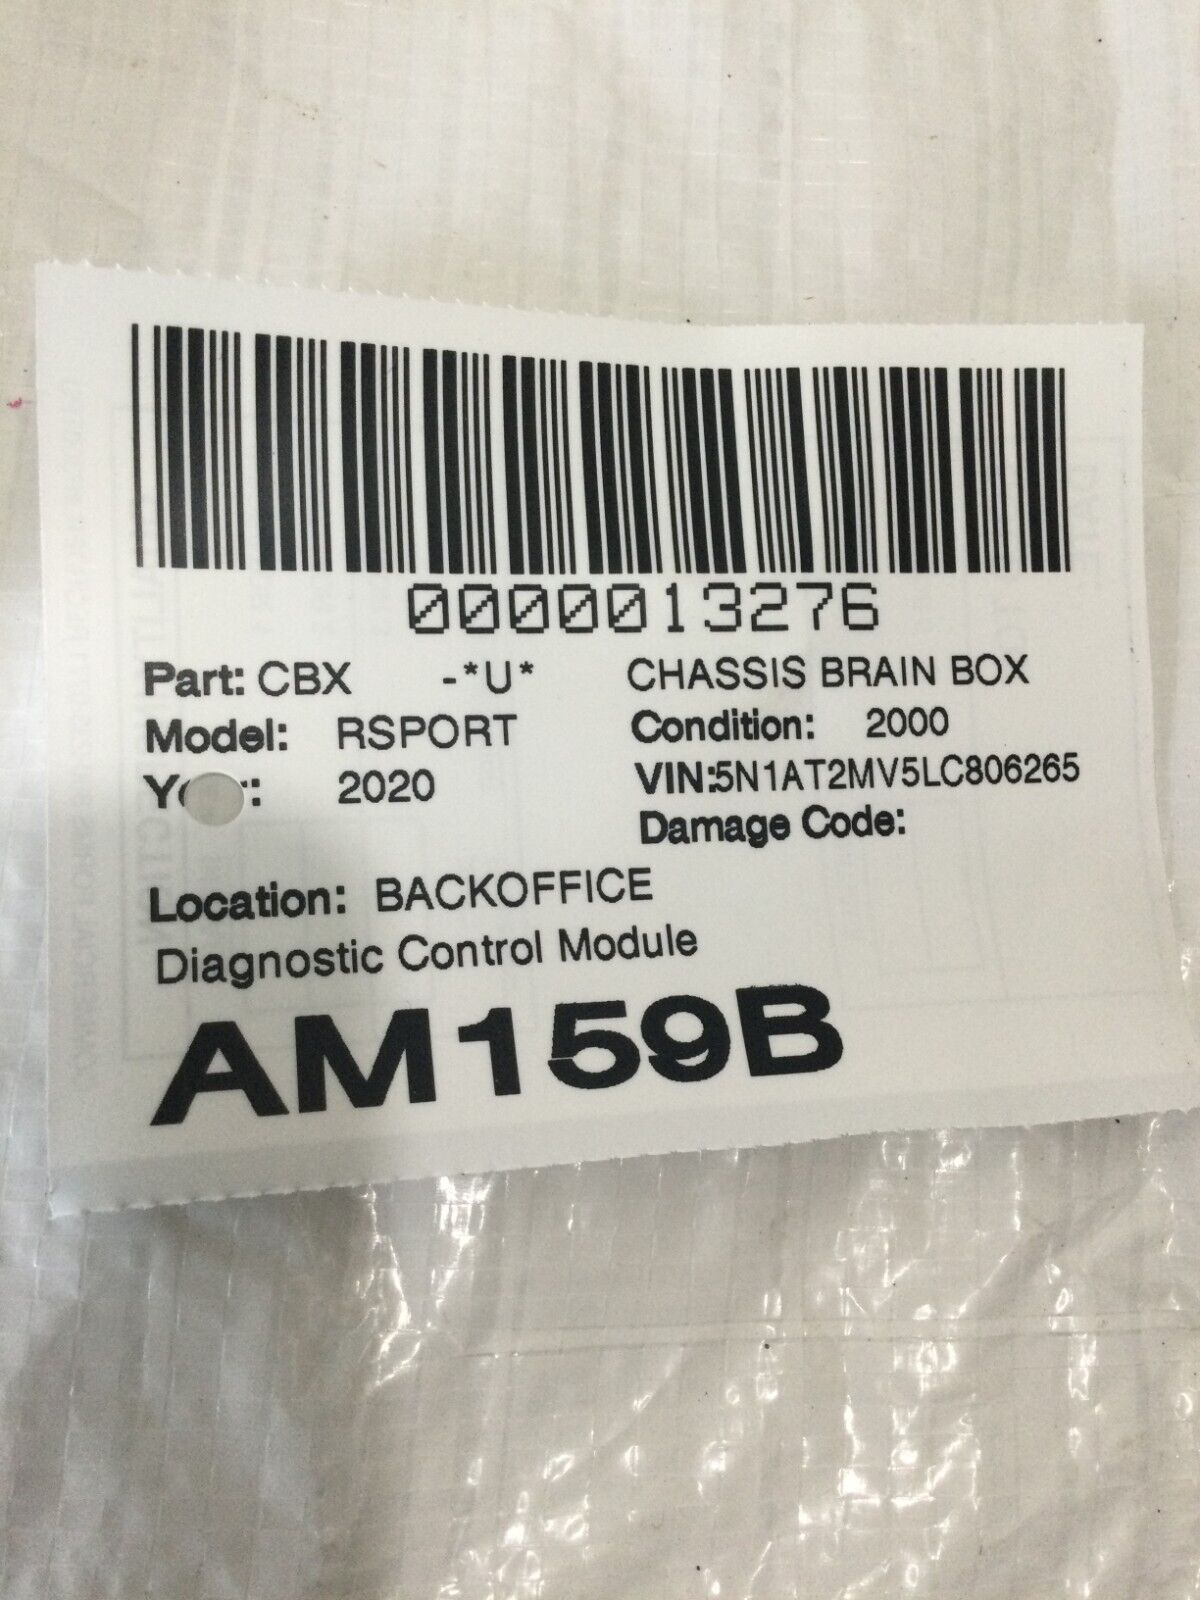 0000013276
Part: CBX -*U* CHASSIS BRAIN BOX
Model: RSPORT Condition: 2000
2020 VIN:5N1AT2MV5LC806265
Damage Code:
Location: BACKOFFICE
Diagnostic Control Module
AM159B